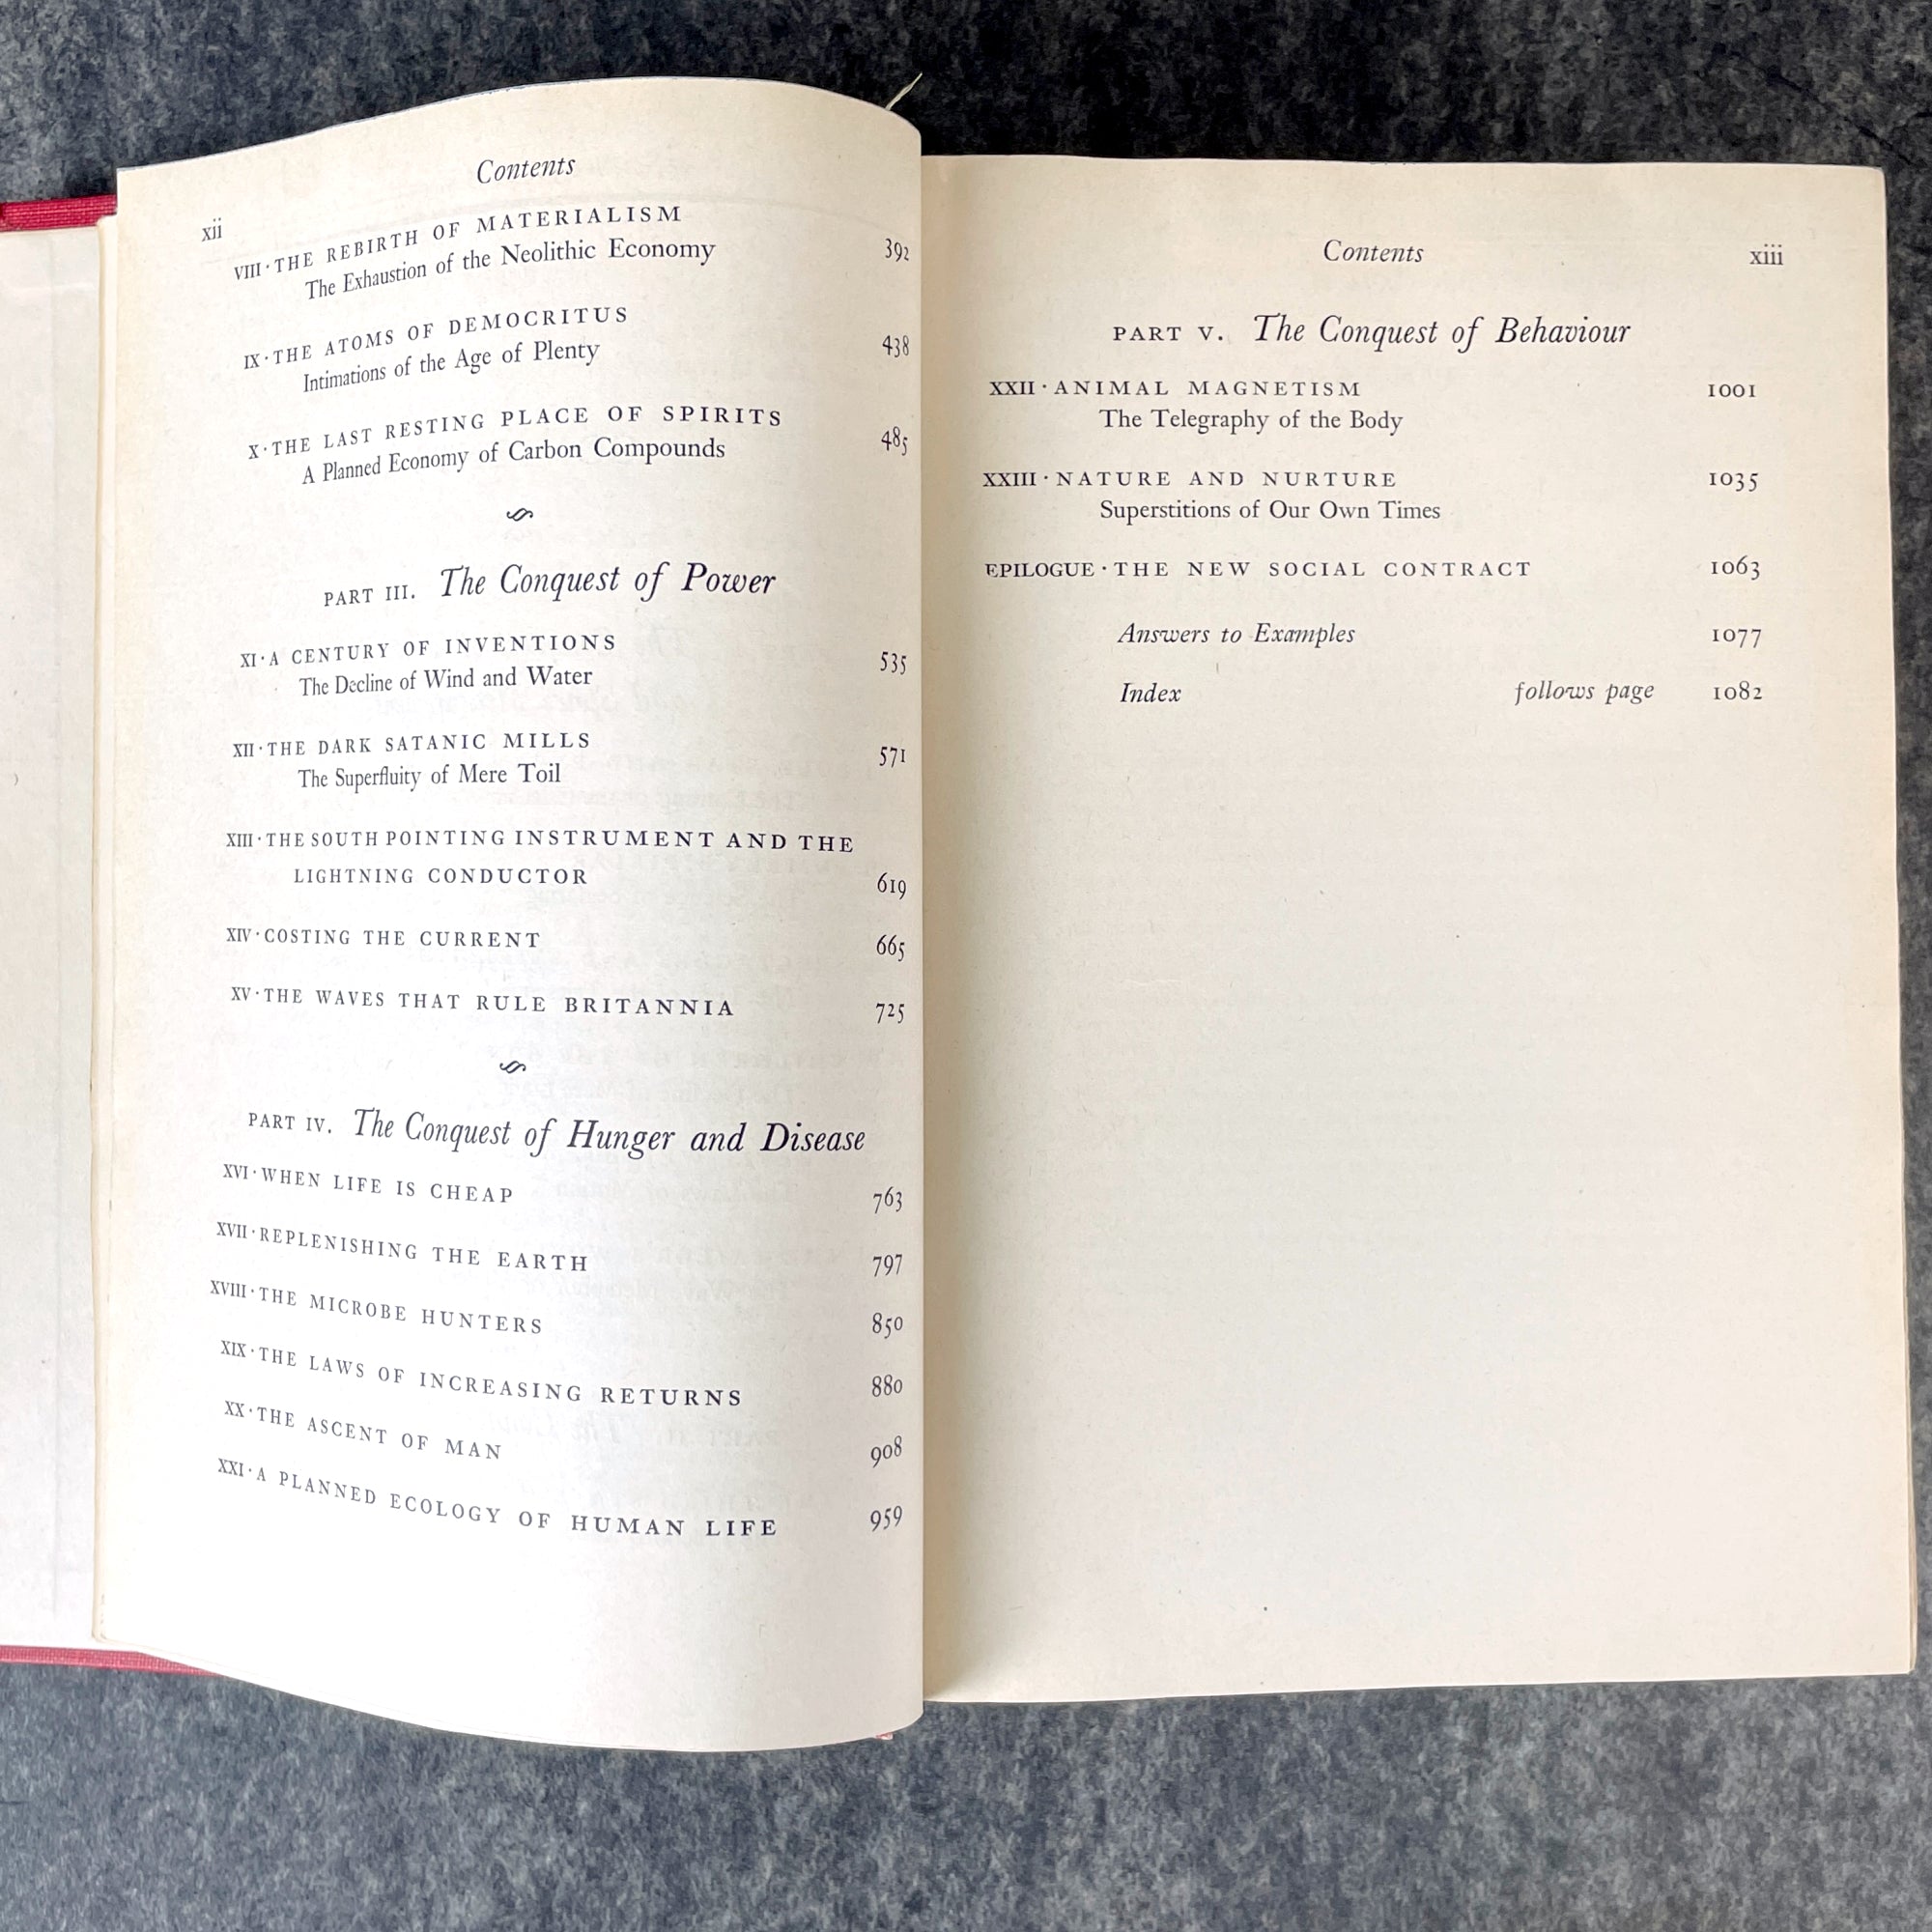 Contents
xii
VIII · THE REBIRTH OF MATERIALISM
The Exhaustion of the Neolithic Economy 392
IX · THE ATOMS OF DEMOCRITUS
Intimations of the Age of Plenty 438
X · THE LAST RESTING PLACE OF SPIRITS
A Planned Economy of Carbon Compounds 485
PART III. The Conquest of Power
XI · A CENTURY OF INVENTIONS
The Decline of Wind and Water 535
XII · THE DARK SATANIC MILLS
The Superfluity of Mere Toil 571
XIII · THE SOUTH POINTING INSTRUMENT AND THE
LIGHTNING CONDUCTOR 619
XIV · COSTING THE CURRENT 665
XV · THE WAVES THAT RULE BRITANNIA 725
PART IV. The Conquest of Hunger and Disease
XVI · WHEN LIFE IS CHEAP 763
XVII · REPLENISHING THE EARTH 797
XVIII · THE MICROBE HUNTERS 850
XIX · THE LAWS OF INCREASING RETURNS 880
XX · THE ASCENT OF MAN 908
XXI · A PLANNED ECOLOGY OF HUMAN LIFE 959
Contents xiii
PART V. The Conquest of Behaviour
XXII · ANIMAL MAGNETISM 1001
The Telegraphy of the Body
XXIII · NATURE AND NURTURE 1035
Superstitions of Our Own Times
EPILOGUE · THE NEW SOCIAL CONTRACT 1063
Answers to Examples 1077
Index follows page 1082